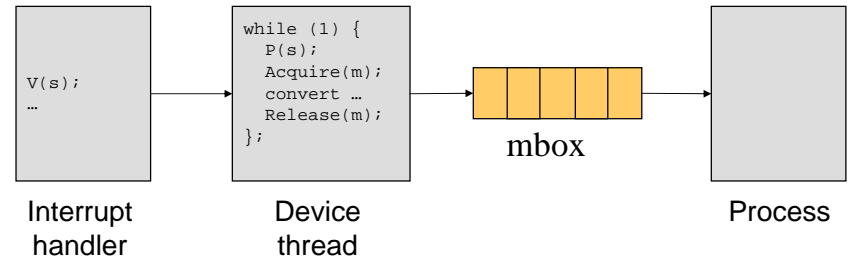 V(s);
…
while (1) {
P(s);
Acquire(m);
convert …
Release(m);
};
mbox
Interrupt
handler
Device
thread
Process